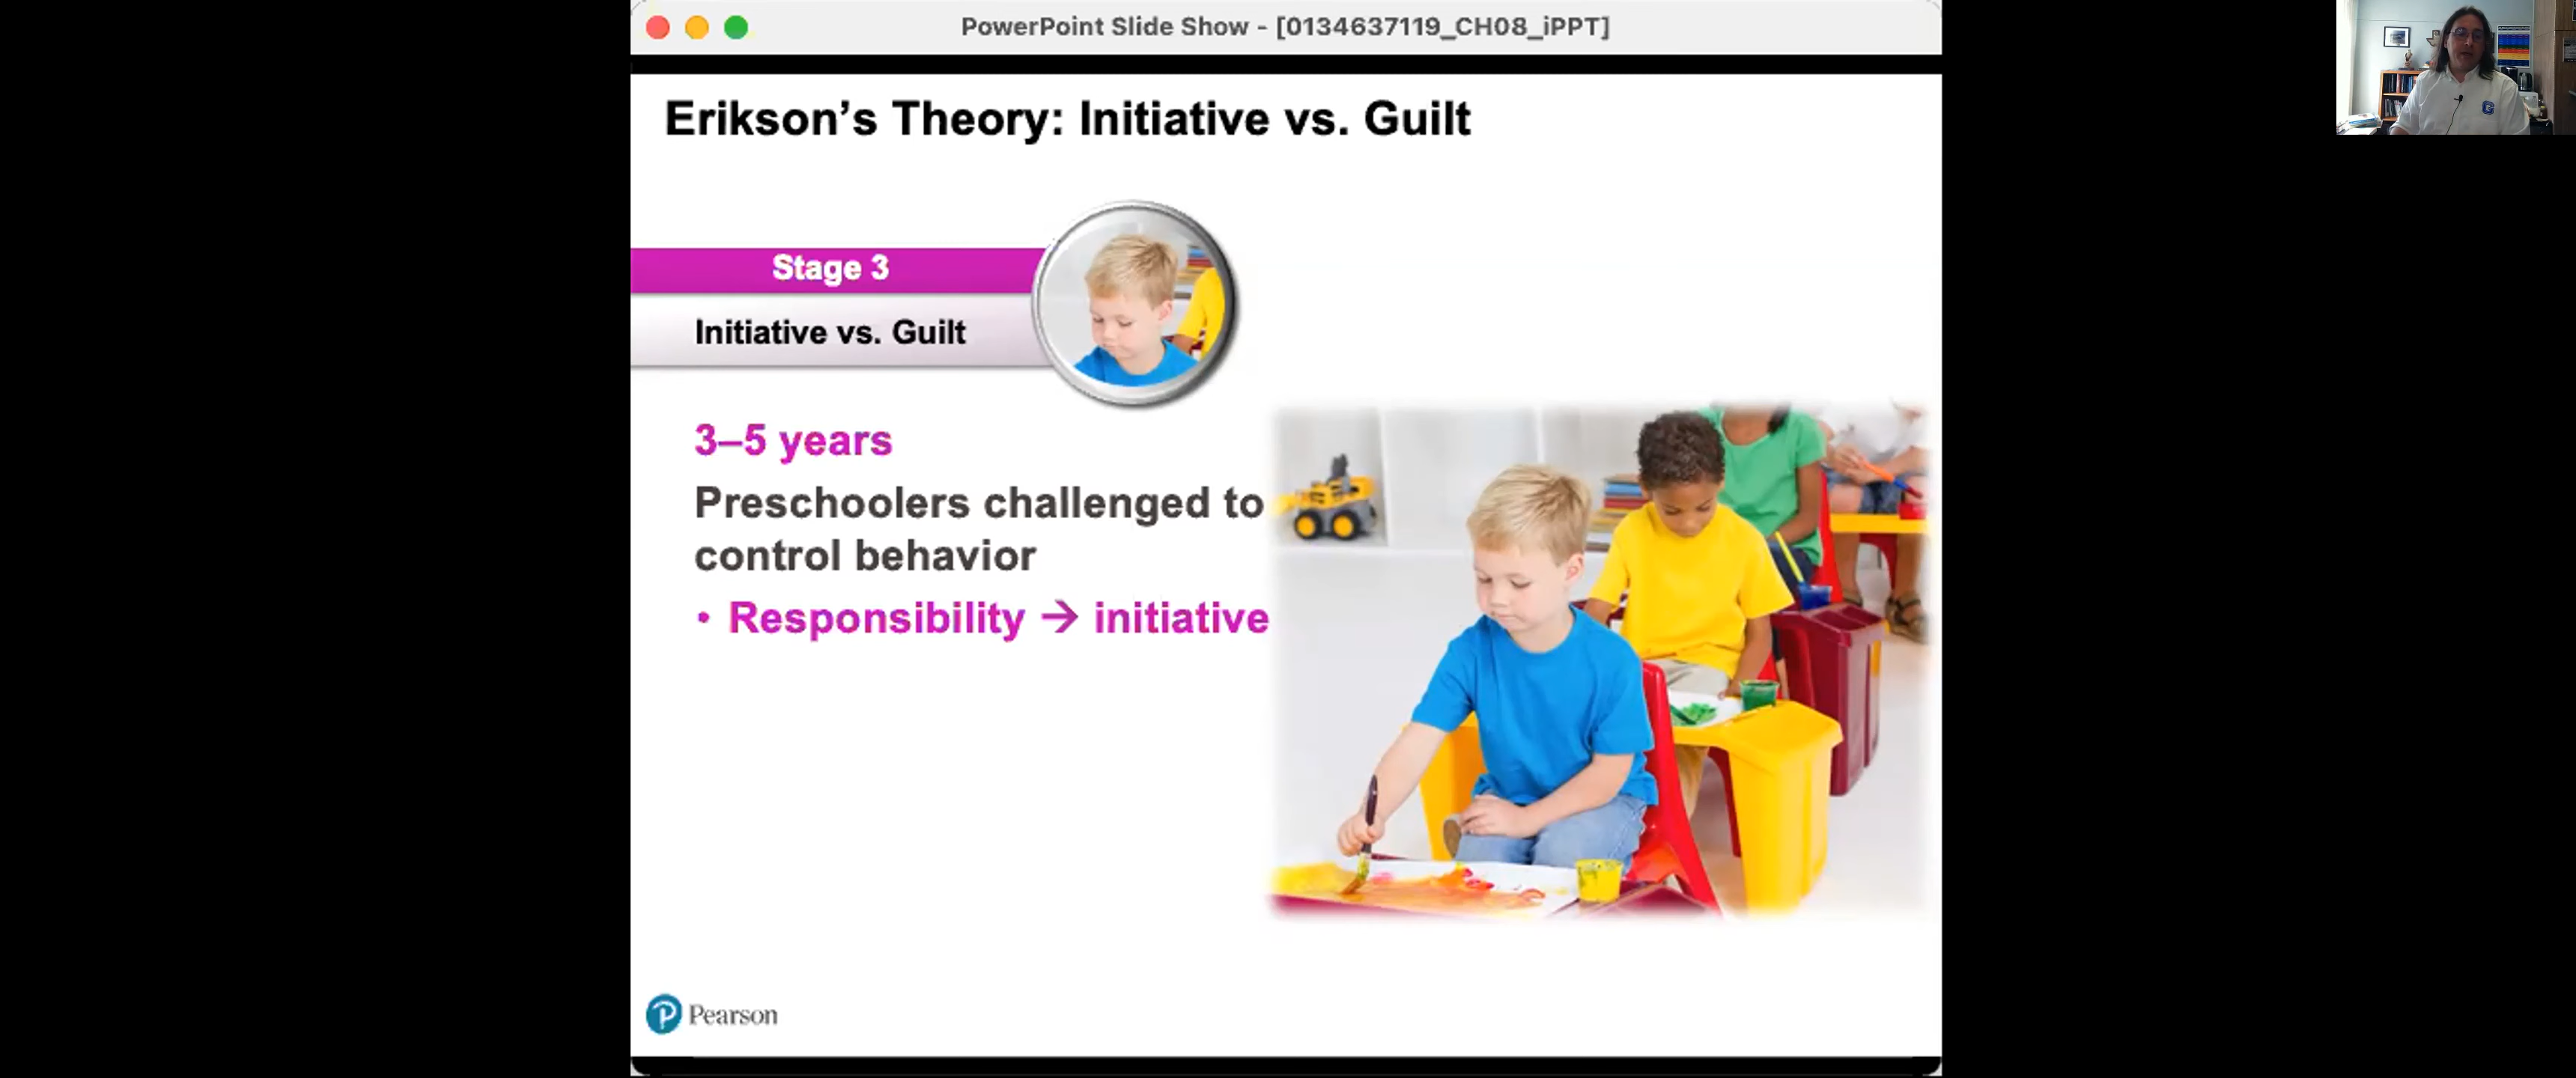 PowerPoint Slide Show - [0134637119_CH08_iPPT]
Erikson’s Theory: Initiative vs. Guilt
Stage 3
Initiative vs. Guilt
3–5 years
Preschoolers challenged to
control behavior
• Responsibility → initiative
Pearson